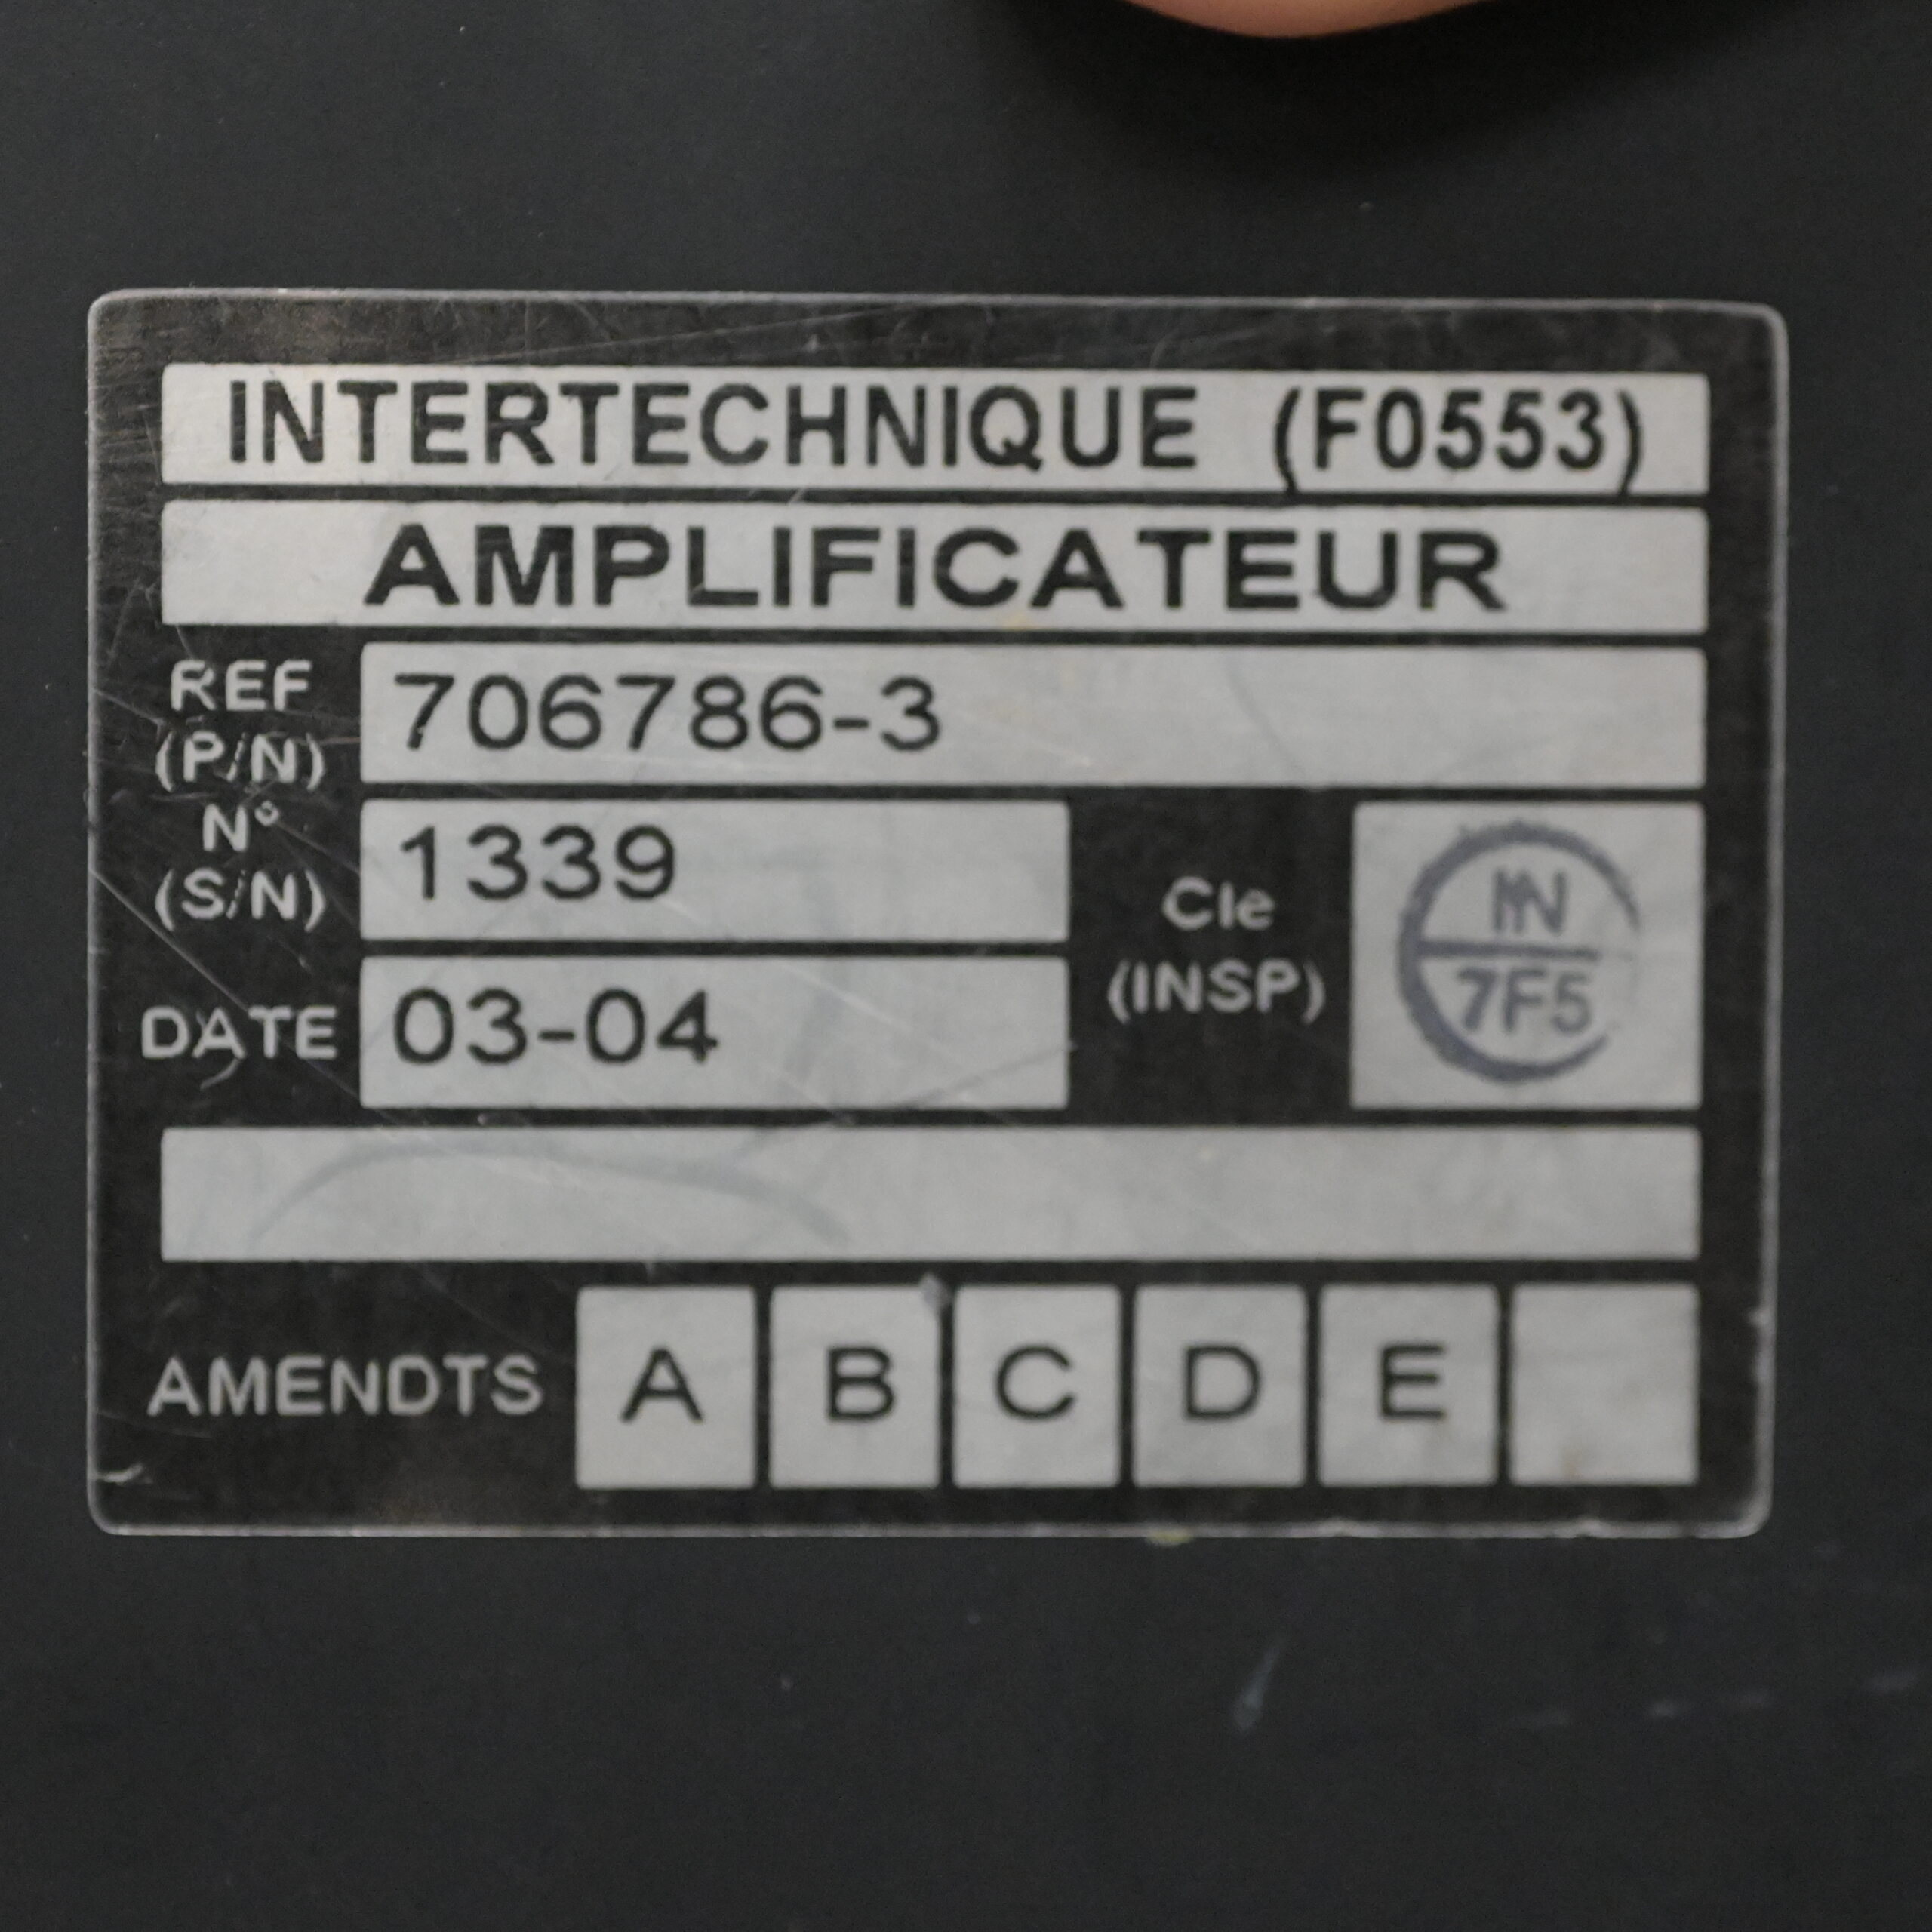 INTERTECHNIQUE (F0553)
AMPLIFICATEUR
REF
(P/N)
706786-3
N°
(S/N)
1339
Cle
(INSP)
7F5
DATE
03-04
AMENDTS A B C D E